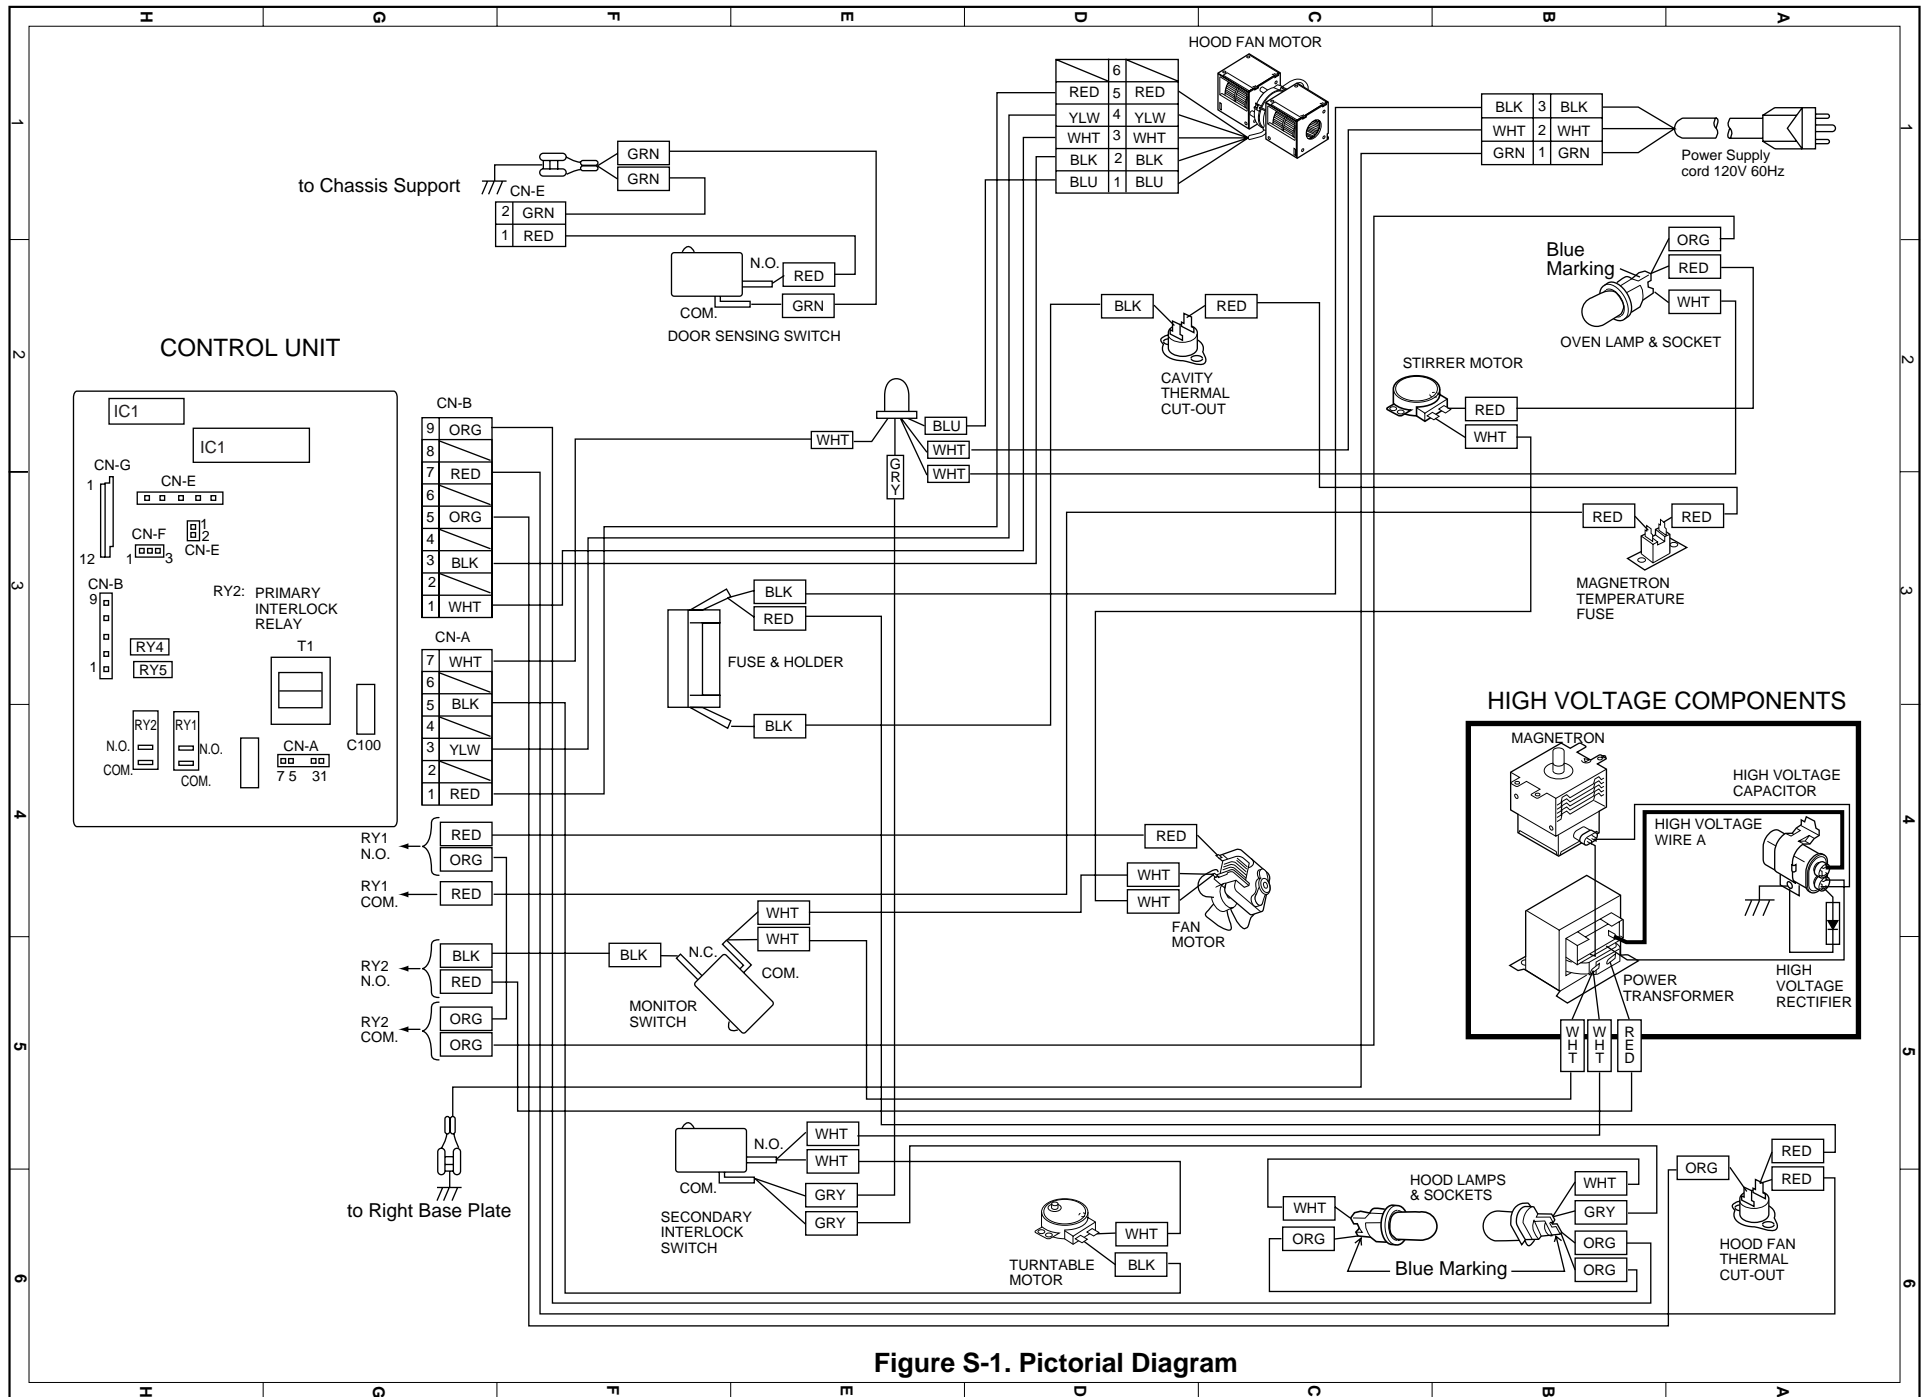 H G F E D C B A
HOOD FAN MOTOR
6
RED 5 RED
YLW 4 YLW
WHT 3 WHT
BLK 2 BLK
BLU 1 BLU
BLK 3 BLK
WHT 2 WHT
GRN 1 GRN
Power Supply
cord 120V 60Hz
1
1
GRN
GRN
to Chassis Support
CN-E
2 GRN
1 RED
N.O.
RED
GRN
COM.
DOOR SENSING SWITCH
BLK
RED
CAVITY
THERMAL
CUT-OUT
Blue
Marking
ORG
RED
WHT
OVEN LAMP & SOCKET
STIRRER MOTOR
RED
WHT
2
2
CONTROL UNIT
IC1
IC1
CN-G
1
12
CN-E
CN-F
1 3
1
2
CN-E
CN-B
9
1
RY2: PRIMARY
INTERLOCK
RELAY
RY4
RY5
T1
RY2
RY1
N.O.
N.O.
COM.
COM.
CN-A
7 5 31
C100
CN-B
9 ORG
8
7 RED
6
5 ORG
4
3 BLK
2
1 WHT
CN-A
7 WHT
6
5 BLK
4
3 YLW
2
1 RED
WHT
BLU
WHT
WHT
GRY
RED
RED
MAGNETRON
TEMPERATURE
FUSE
3
3
BLK
RED
FUSE & HOLDER
BLK
HIGH VOLTAGE COMPONENTS
MAGNETRON
HIGH VOLTAGE
CAPACITOR
HIGH VOLTAGE
WIRE A
POWER
TRANSFORMER
HIGH
VOLTAGE
RECTIFIER
WHT
WHT
RED
4
4
RY1
N.O.
RED
ORG
RY1
COM.
RED
RY2
N.O.
BLK
RED
RY2
COM.
ORG
ORG
RED
WHT
WHT
FAN
MOTOR
WHT
WHT
BLK
N.C.
COM.
MONITOR
SWITCH
5
5
to Right Base Plate
N.O.
WHT
WHT
COM.
GRY
GRY
SECONDARY
INTERLOCK
SWITCH
TURNTABLE
MOTOR
WHT
BLK
HOOD LAMPS
& SOCKETS
WHT
ORG
WHT
GRY
ORG
ORG
Blue Marking
ORG
RED
RED
HOOD FAN
THERMAL
CUT-OUT
6
6
Figure S-1. Pictorial Diagram
H G F E D C B A